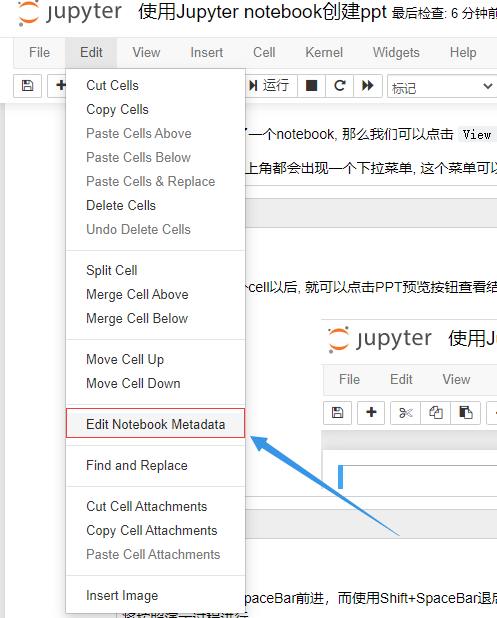 jupyter 使用Jupyter notebook创建ppt 最后检查: 6 分钟前
File Edit View Insert Cell Kernel Widgets Help
运行 标记
Cut Cells
Copy Cells
Paste Cells Above
Paste Cells Below
Paste Cells & Replace
Delete Cells
Undo Delete Cells
Split Cell
Merge Cell Above
Merge Cell Below
Move Cell Up
Move Cell Down
Edit Notebook Metadata
Find and Replace
Cut Cell Attachments
Copy Cell Attachments
Paste Cell Attachments
Insert Image
一个notebook, 那么我们可以点击 View
上角都会出现一个下拉菜单, 这个菜单可以
cell以后, 就可以点击PPT预览按钮查看结
jupyter 使用Ju
File Edit View
paceBar前进，而使用Shift+SpaceBar退后